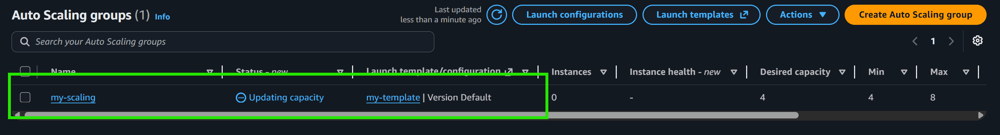 Auto Scaling groups (1) Info
Last updated
less than a minute ago
Launch configurations
Launch templates
Actions
Create Auto Scaling group
Search your Auto Scaling groups
1
Name Status - new Launch template/configuration Instances Instance health - new Desired capacity Min Max
my-scaling Updating capacity my-template | Version Default 0 - 4 4 8